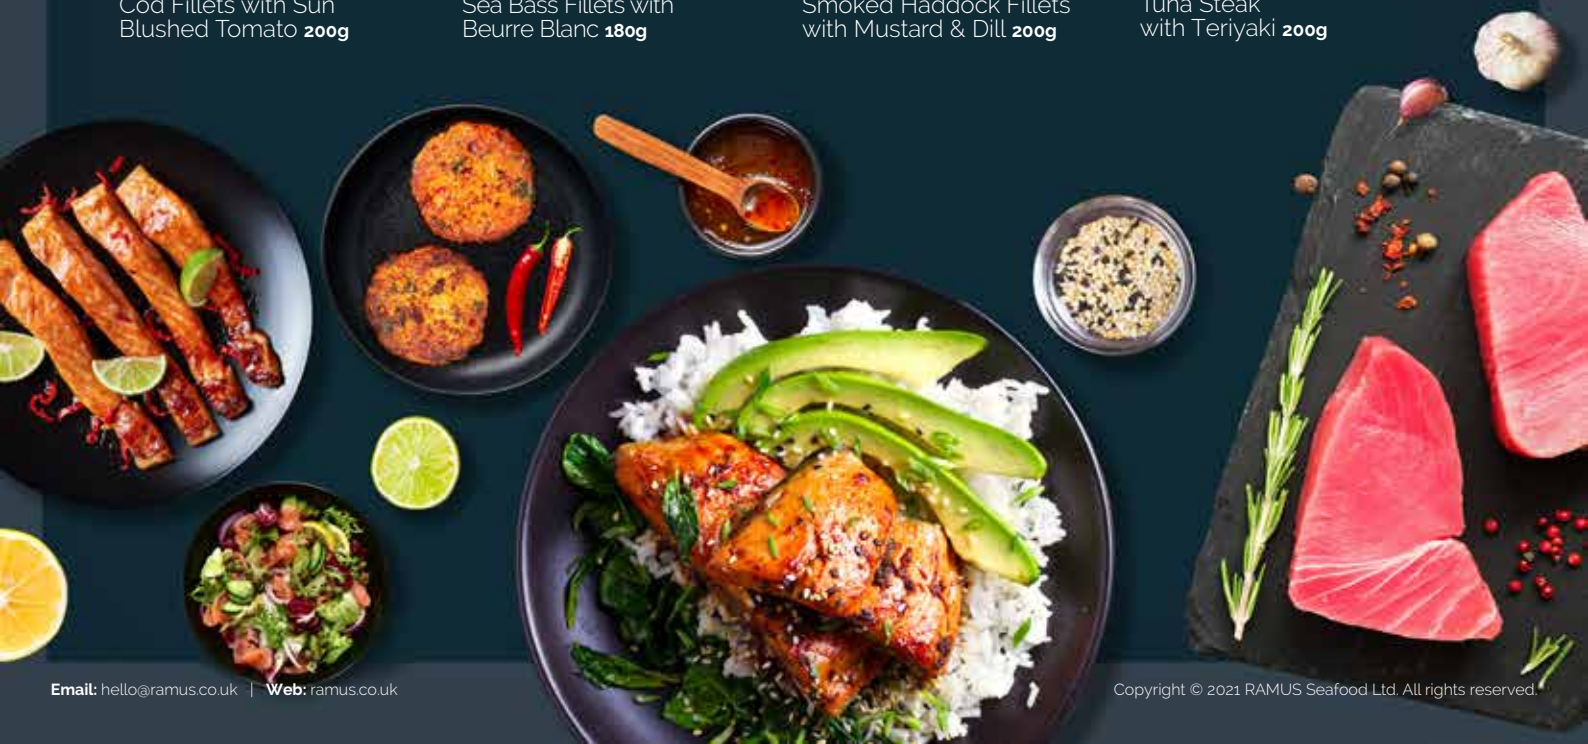 Cod Fillets with Sun
Blushed Tomato 200g
Sea Bass Fillets with
Beurre Blanc 180g
Smoked Haddock Fillets
with Mustard & Dill 200g
Tuna Steak
with Teriyaki 200g
Email: hello@ramus.co.uk | Web: ramus.co.uk
Copyright © 2021 RAMUS Seafood Ltd. All rights reserved.